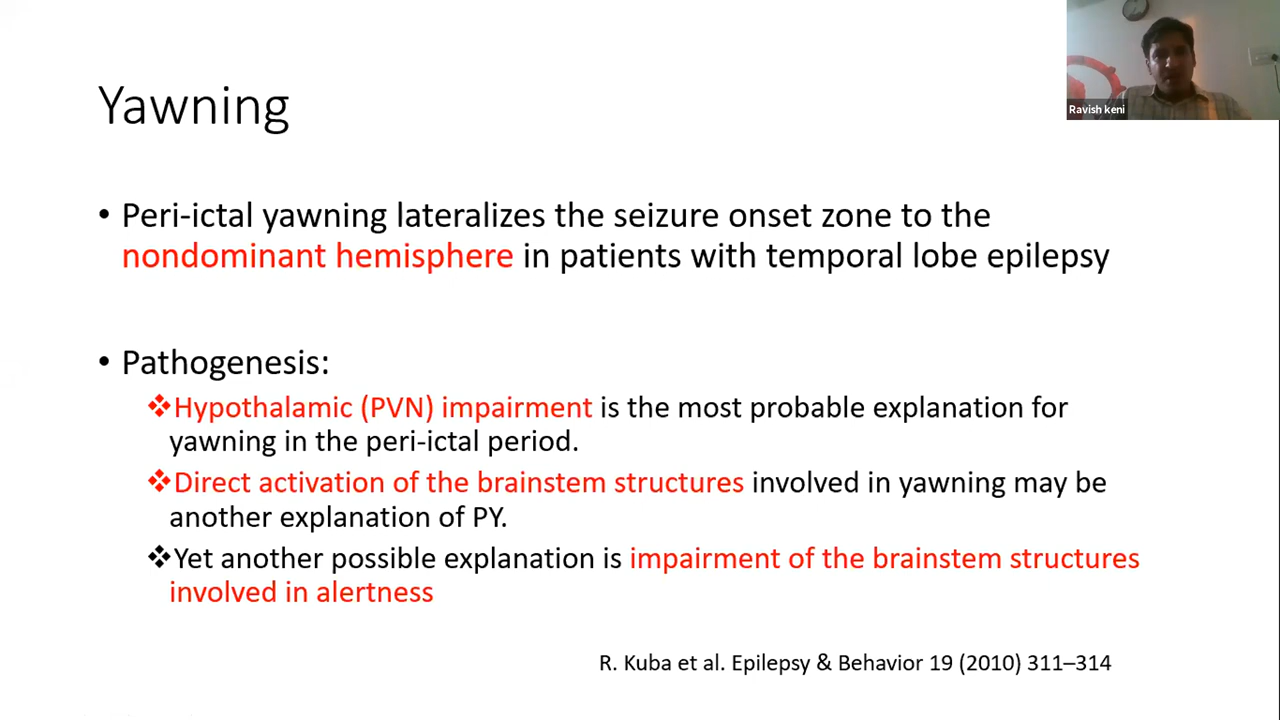 Yawning
Ravish keni
• Peri-ictal yawning lateralizes the seizure onset zone to the
nondominant hemisphere in patients with temporal lobe epilepsy
• Pathogenesis:
❖Hypothalamic (PVN) impairment is the most probable explanation for
yawning in the peri-ictal period.
❖Direct activation of the brainstem structures involved in yawning may be
another explanation of PY.
❖Yet another possible explanation is impairment of the brainstem structures
involved in alertness
R. Kuba et al. Epilepsy & Behavior 19 (2010) 311–314